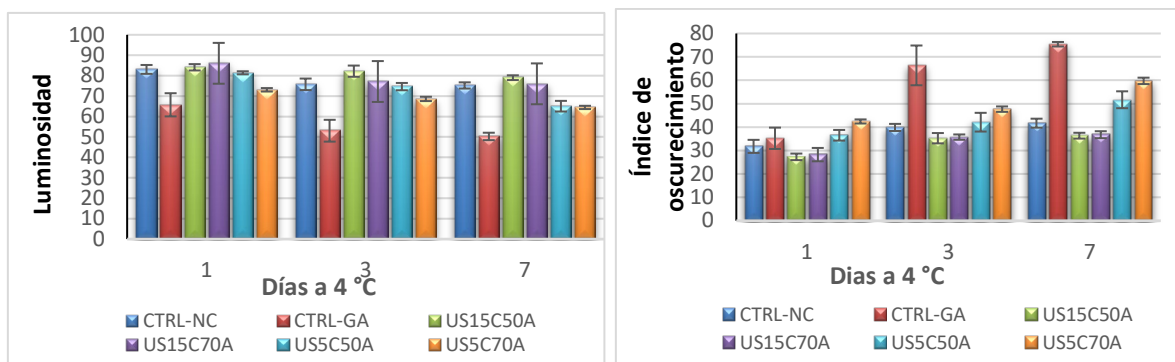 Luminosidad
100
90
80
70
60
50
40
30
20
10
0
1 3 7
Días a 4 °C
CTRL-NC CTRL-GA US15C50A
US15C70A US5C50A US5C70A
Índice de
oscurecimiento
80
70
60
50
40
30
20
10
0
1 3 7
Dias a 4 °C
CTRL-NC CTRL-GA US15C50A
US15C70A US5C50A US5C70A